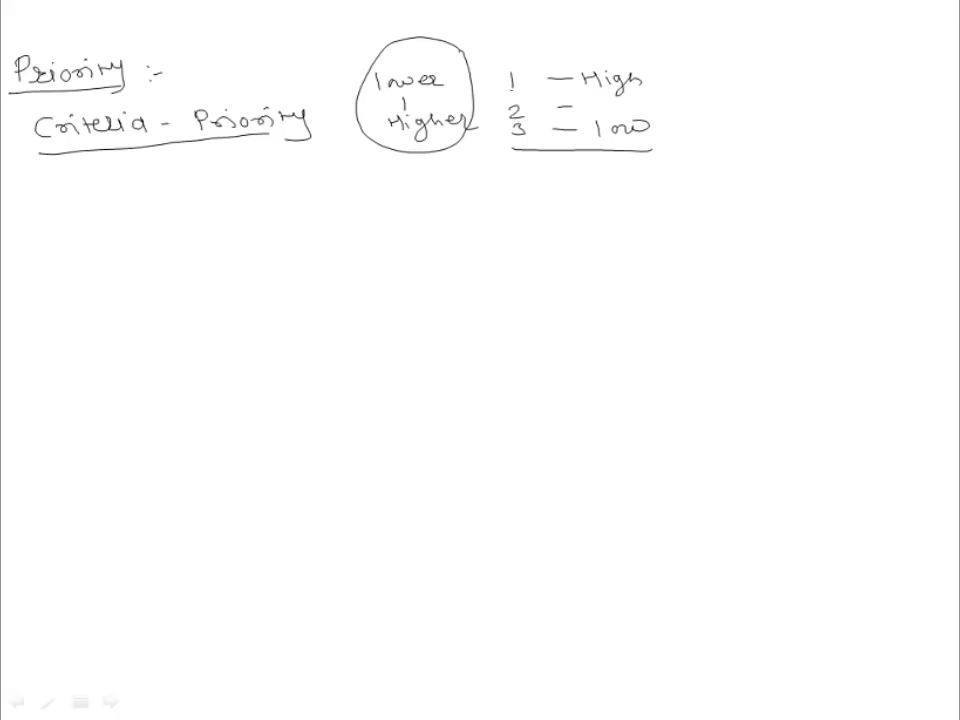 Priority :-
Criteria - Priority
lower
|
Higher
1 — High
2 –
3 — low